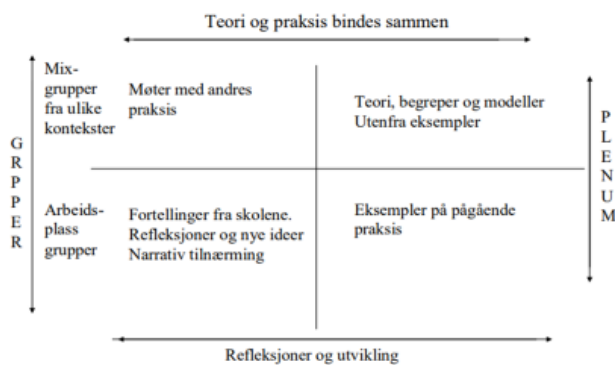 Teori og praksis bindes sammen
Mix-
grupper
fra ulike
kontekster
Møter med andres
praksis
Teori, begreper og modeller
Utenfra eksempler
GRPPER
PLENUM
Arbeids-
plass
grupper
Fortellinger fra skolene.
Refleksjoner og nye ideer
Narrativ tilnærming
Eksempler på pågående
praksis
Refleksjoner og utvikling